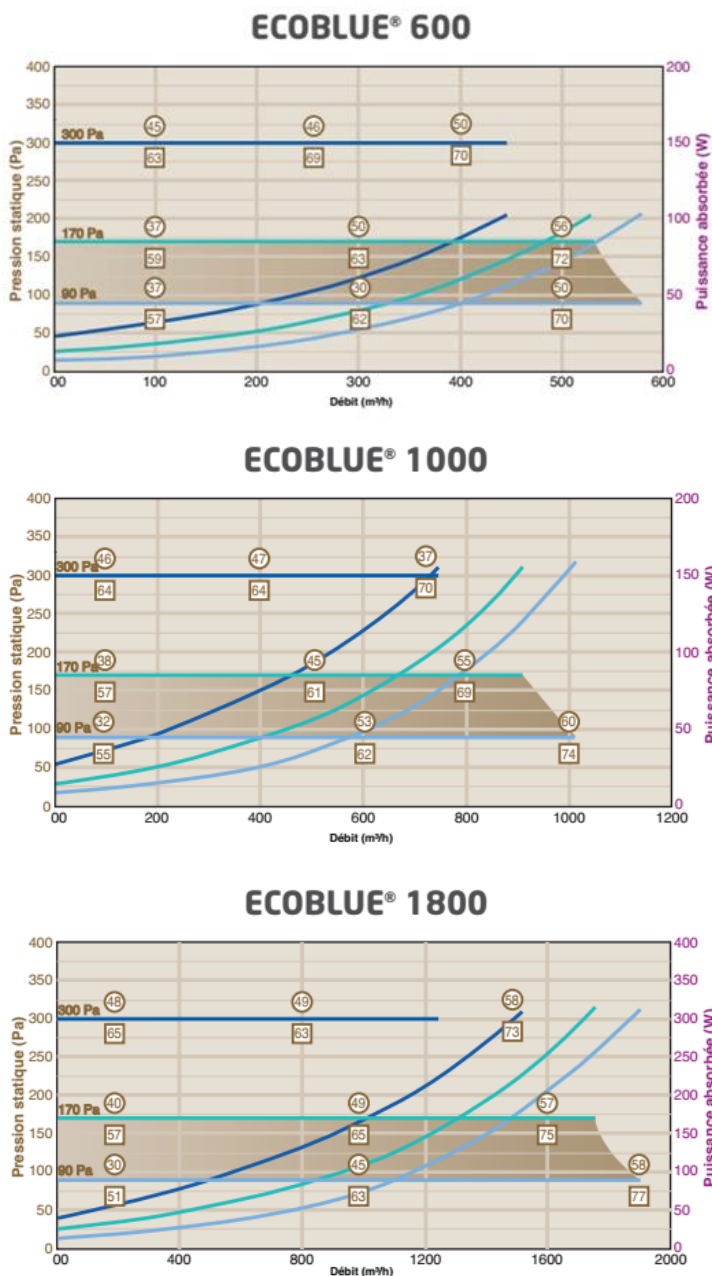 ECOBLUE® 600
400 200
350
300 Pa 45 46 50
300 150
63 69 70
250
200 100
170 Pa 37 50 56
150
59 63 72
100
90 Pa 37 30 50
50
57 62 70
50
0 0
00 100 200 300 400 500 600
Pression statique (Pa)
Puissance absorbée (W)
Débit (m³/h)
ECOBLUE® 1000
400 200
350
300 Pa 46 47 37
300 150
64 64 70
250
200 100
170 Pa 38 45 55
150
57 61 69
100
90 Pa 32 53 60
50
55 62 74
50
0 0
00 200 400 600 800 1000 1200
Pression statique (Pa)
Puissance absorbée (W)
Débit (m³/h)
ECOBLUE® 1800
400 400
350 350
300 Pa 48 49 58
300 300
65 63 73
250 250
200 200
170 Pa 40 49 57
150 150
57 65 75
100 100
90 Pa 30 45 58
51 63 77
50 50
0 0
00 400 800 1200 1600 2000
Pression statique (Pa)
Puissance absorbée (W)
Débit (m³/h)